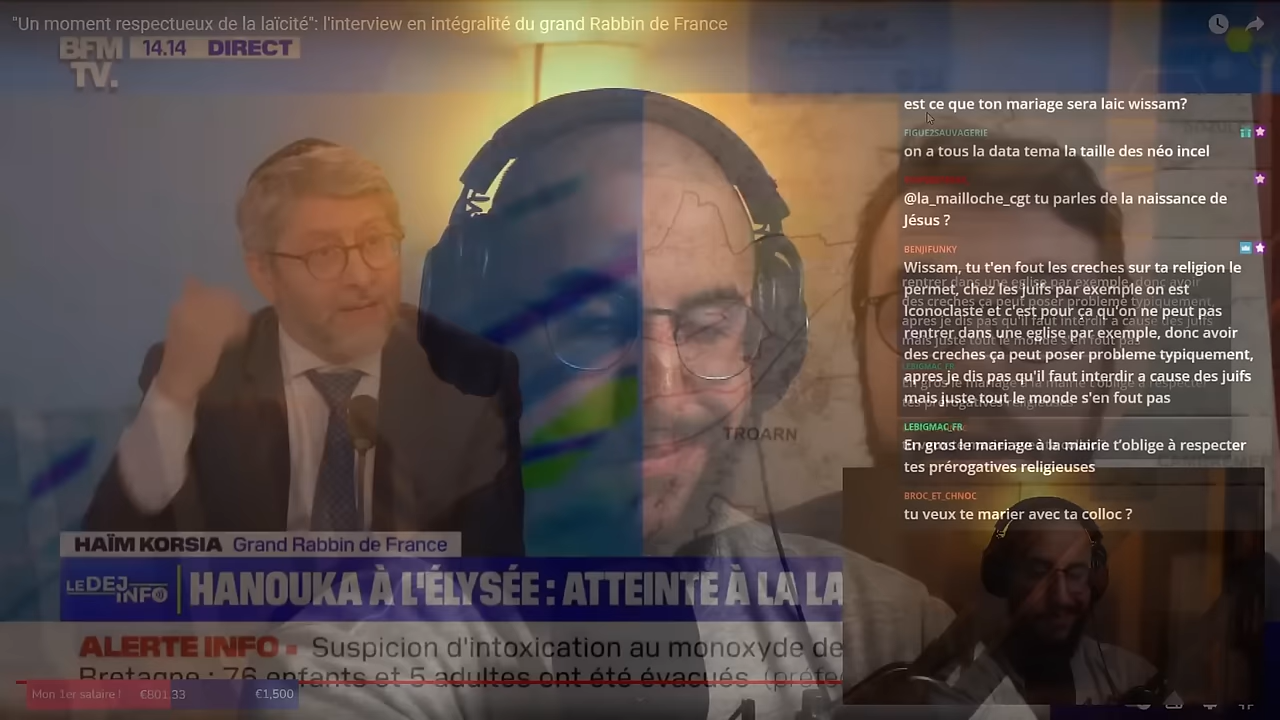 "Un moment respectueux de la laïcité": l'interview en intégralité du grand Rabbin de France
BFM 14.14 DIRECT
TV.
est ce que ton mariage sera laic wissam?
FIGUE2SAUVAGERIE
on a tous la data tema la taille des néo incel
@la_mailloche_cgt tu parles de la naissance de
Jésus ?
BENJIFUNKY
Wissam, tu t'en fout les creches sur ta religion le
permet, chez les juifs par exemple on est
Iconoclaste et c'est pour ça qu'on ne peut pas
rentrer dans une eglise par exemple, donc avoir
des creches ça peut poser probleme typiquement,
apres je dis pas qu'il faut interdir a cause des juifs
mais juste tout le monde s'en fout pas
LEBIGMAC_FR
En gros le mariage à la mairie t'oblige à respecter
tes prérogatives religieuses
BROC_ET_CHNOC
tu veux te marier avec ta colloc ?
TROARN
HAÏM KORSIA Grand Rabbin de France
LE DEJ INFO
HANOUKA À L'ÉLYSÉE : ATTEINTE À LA LA
ALERTE INFO Suspicion d'intoxication au monoxyde de
Bretagne : 76 enfants et 5 adultes ont été évacués (préfe
Mon 1er salaire ! €801.33 €1,500